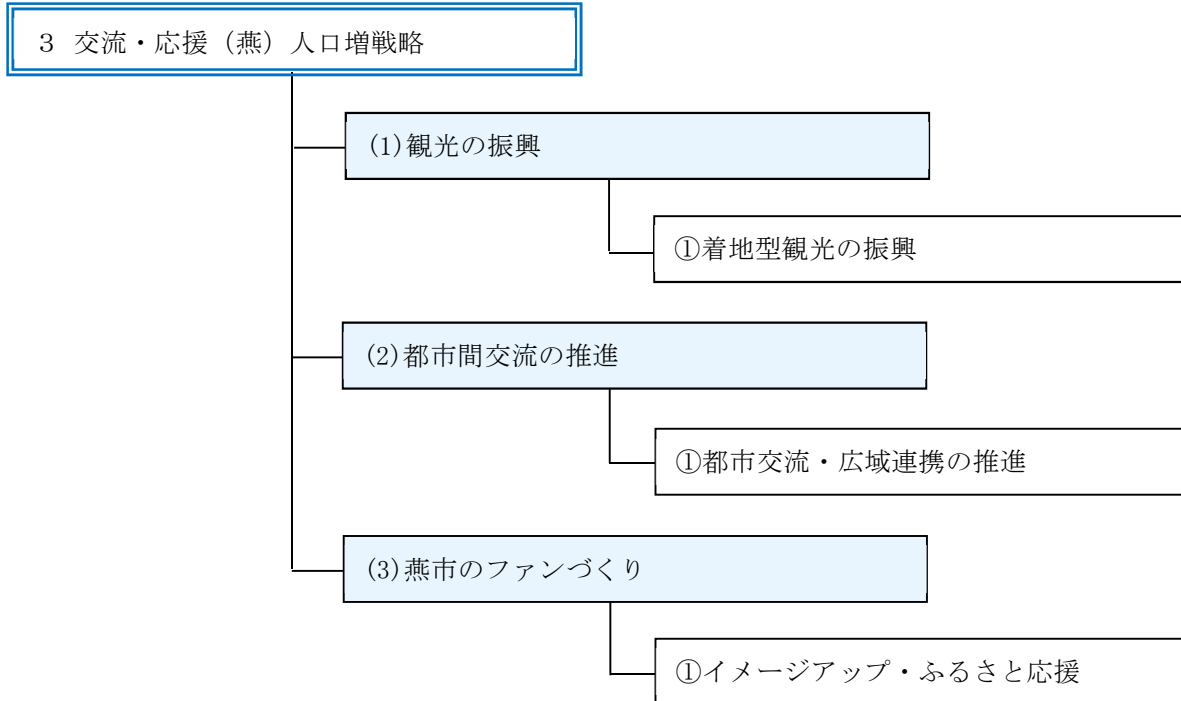 ３ 交流・応援（燕）人口増戦略
(1)観光の振興
①着地型観光の振興
(2)都市間交流の推進
①都市交流・広域連携の推進
(3)燕市のファンづくり
①イメージアップ・ふるさと応援